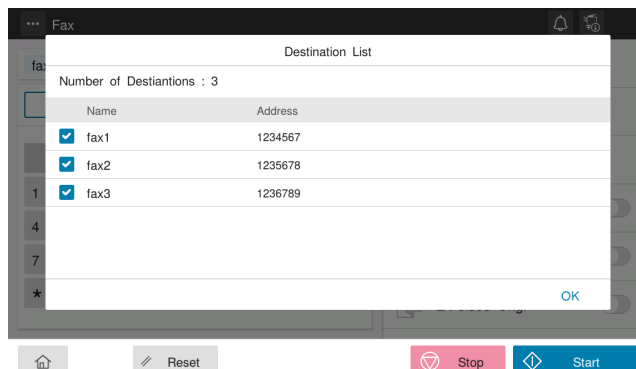 Fax
Destination List
fax
Number of Destiantions : 3
Name Address
fax1 1234567
fax2 1235678
fax3 1236789
1
4
7
*
OK
Reset
Stop
Start